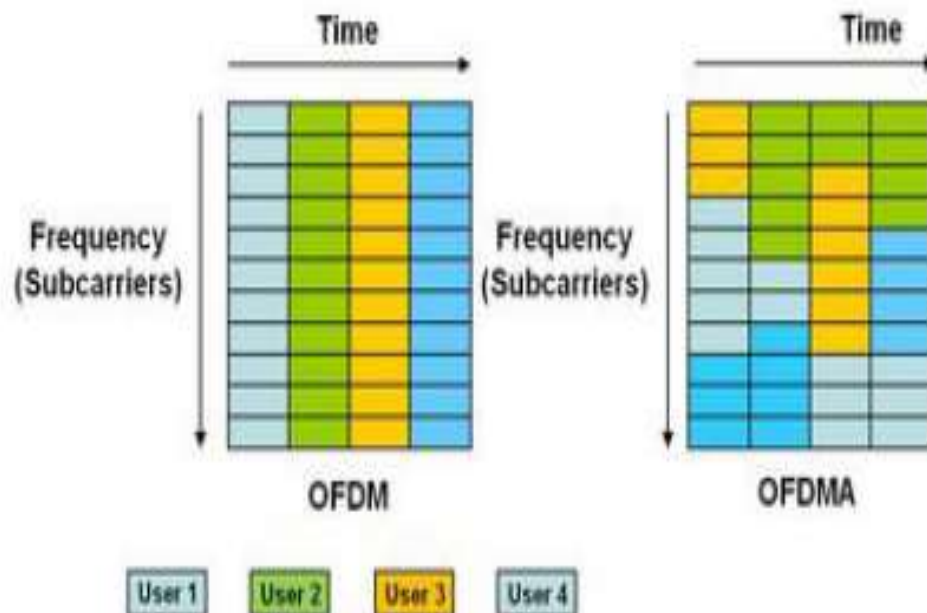 Time
Time
Frequency
(Subcarriers)
Frequency
(Subcarriers)
OFDM
OFDMA
User 1
User 2
User 3
User 4